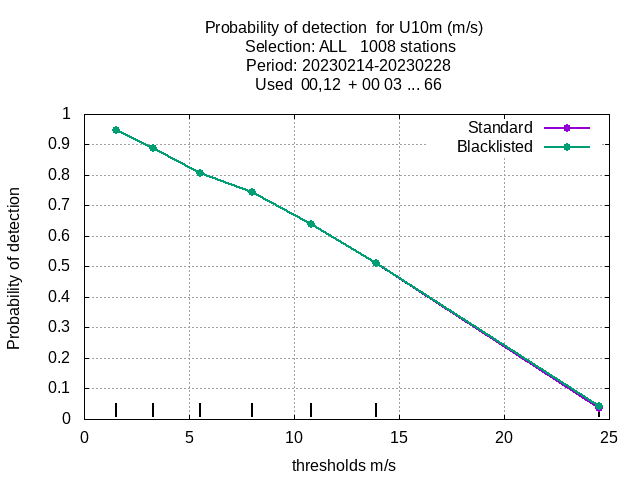 Probability of detection  for U10m (m/s)
Selection: ALL   1008 stations
Period: 20230214-20230228
Used  00,12  + 00 03 ... 66
Standard
Blacklisted
Probability of detection
1
0.9
0.8
0.7
0.6
0.5
0.4
0.3
0.2
0.1
0
0 5 10 15 20 25
thresholds m/s